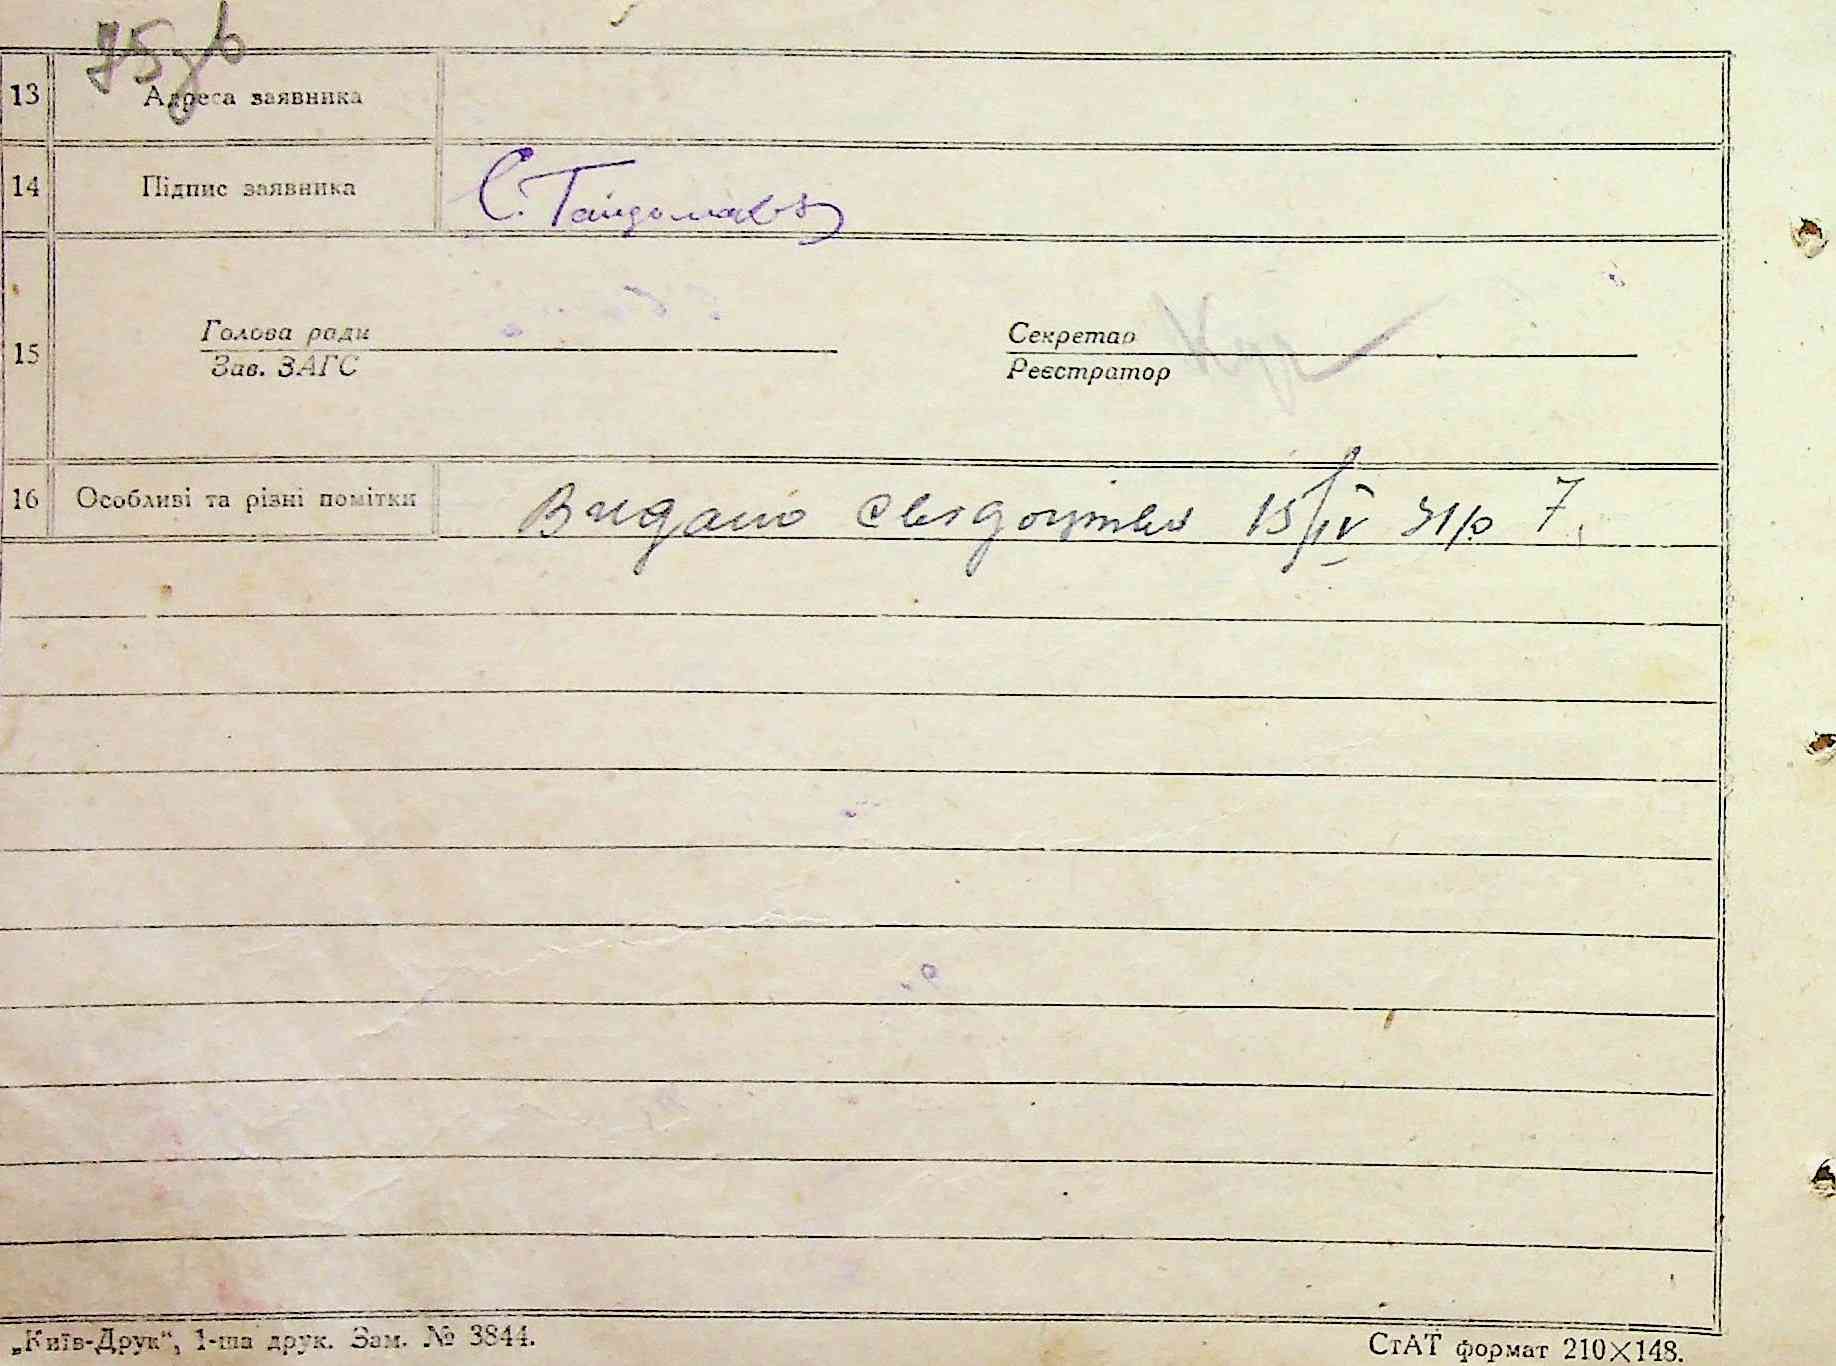 75зв
13 Адреса заявника
14 Підпис заявника С. Гайдамака
15 Голова ради Секретар
Зав. ЗАГС Реєстратор
16 Особливі та різні помітки Видано свідоцтво 15/IV 31 р 7.
„Київ-Друк“, 1-ша друк. Зам. № 3844. СтАТ формат 210×148.